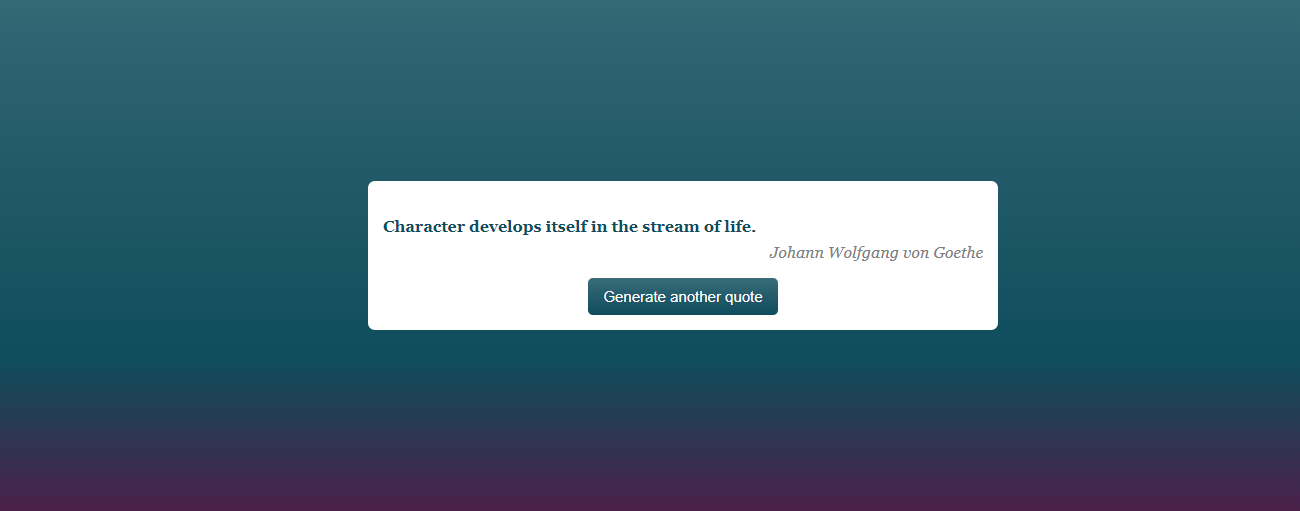 Character develops itself in the stream of life.
Johann Wolfgang von Goethe
Generate another quote